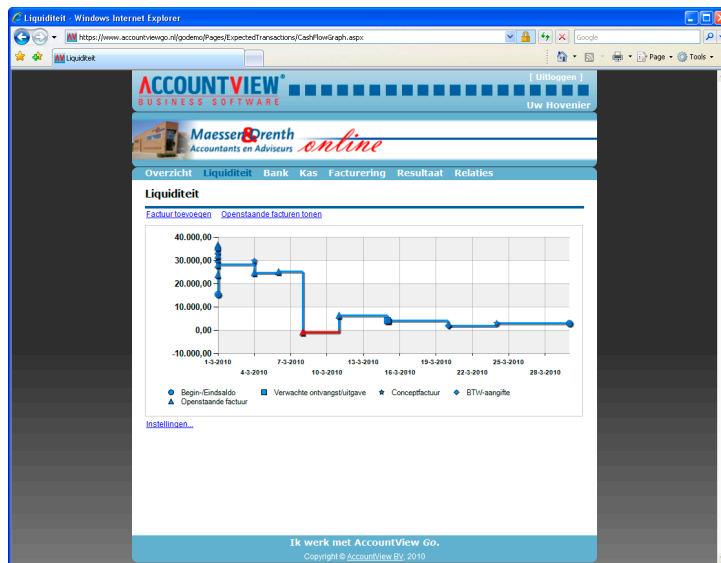 Liquiditeit - Windows Internet Explorer
https://www.accountviewgo.nl/godemo/Pages/ExpectedTransactions/CashFlowGraph.aspx
Google
Liquiditeit
Page
Tools
ACCOUNTVIEW®
BUSINESS SOFTWARE
[ Uitloggen ]
Uw Hovenier
Maessen & Drenth
Accountants en Adviseurs
online
Overzicht Liquiditeit Bank Kas Facturering Resultaat Relaties
Liquiditeit
Factuur toevoegen Openstaande facturen tonen
40.000,00
30.000,00
20.000,00
10.000,00
0,00
-10.000,00
1-3-2010 7-3-2010 13-3-2010 19-3-2010 25-3-2010
4-3-2010 10-3-2010 16-3-2010 22-3-2010 28-3-2010
Begin-/Eindsaldo Verwachte ontvangst/uitgave Conceptfactuur BTW-aangifte
Openstaande factuur
Instellingen...
Ik werk met AccountView Go.
Copyright © AccountView BV, 2010